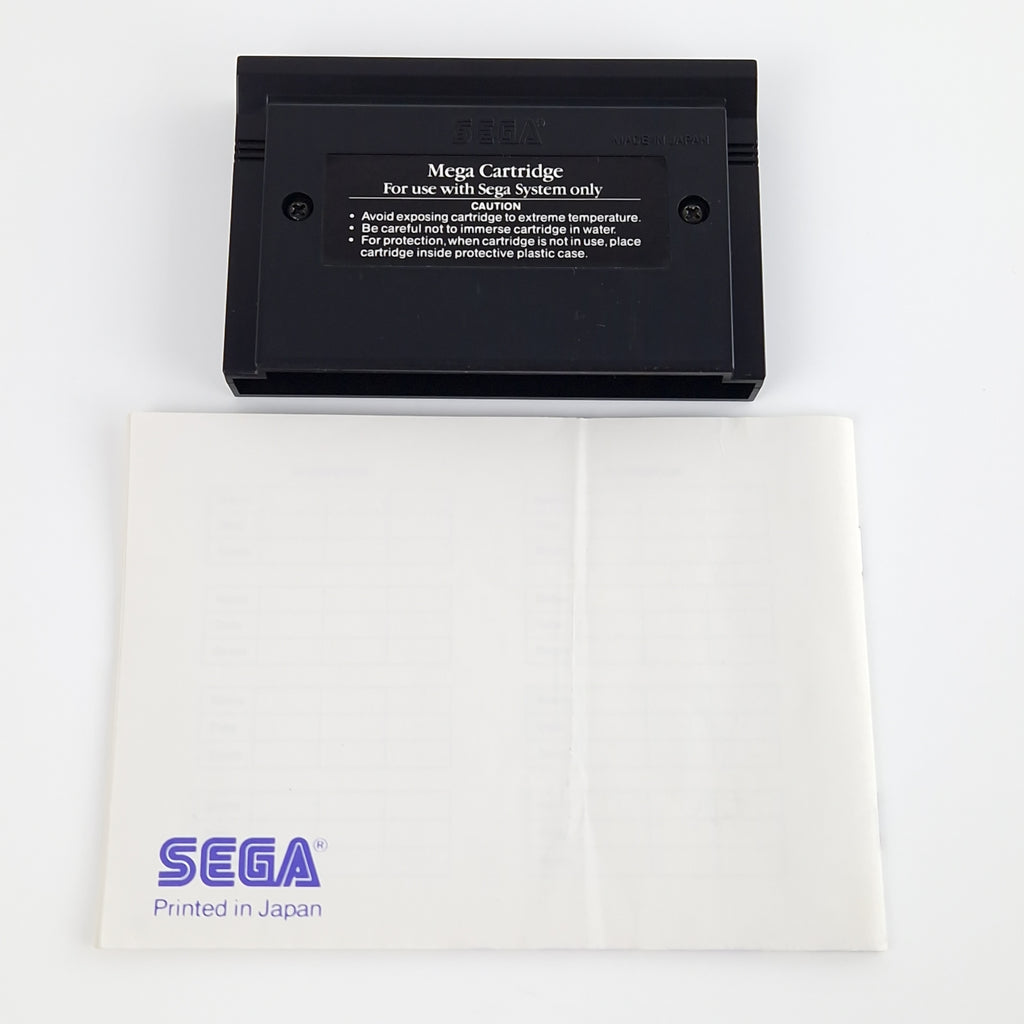 SEGA®
MADE IN JAPAN
Mega Cartridge
For use with Sega System only
CAUTION
• Avoid exposing cartridge to extreme temperature.
• Be careful not to immerse cartridge in water.
• For protection, when cartridge is not in use, place
cartridge inside protective plastic case.
SEGA®
Printed in Japan